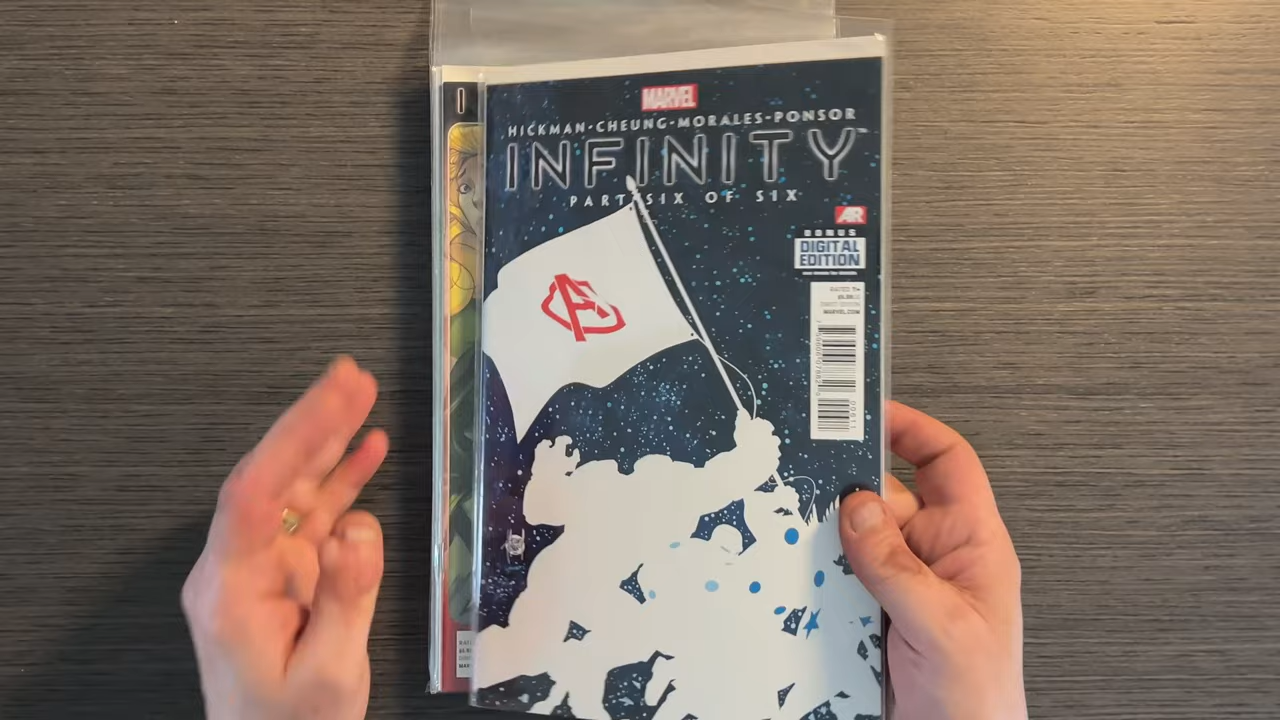 MARVEL
HICKMAN-CHEUNG-MORALES-PONSOR
INFINITY
PART SIX OF SIX
AR
BONUS
DIGITAL
EDITION
MARVEL.COM